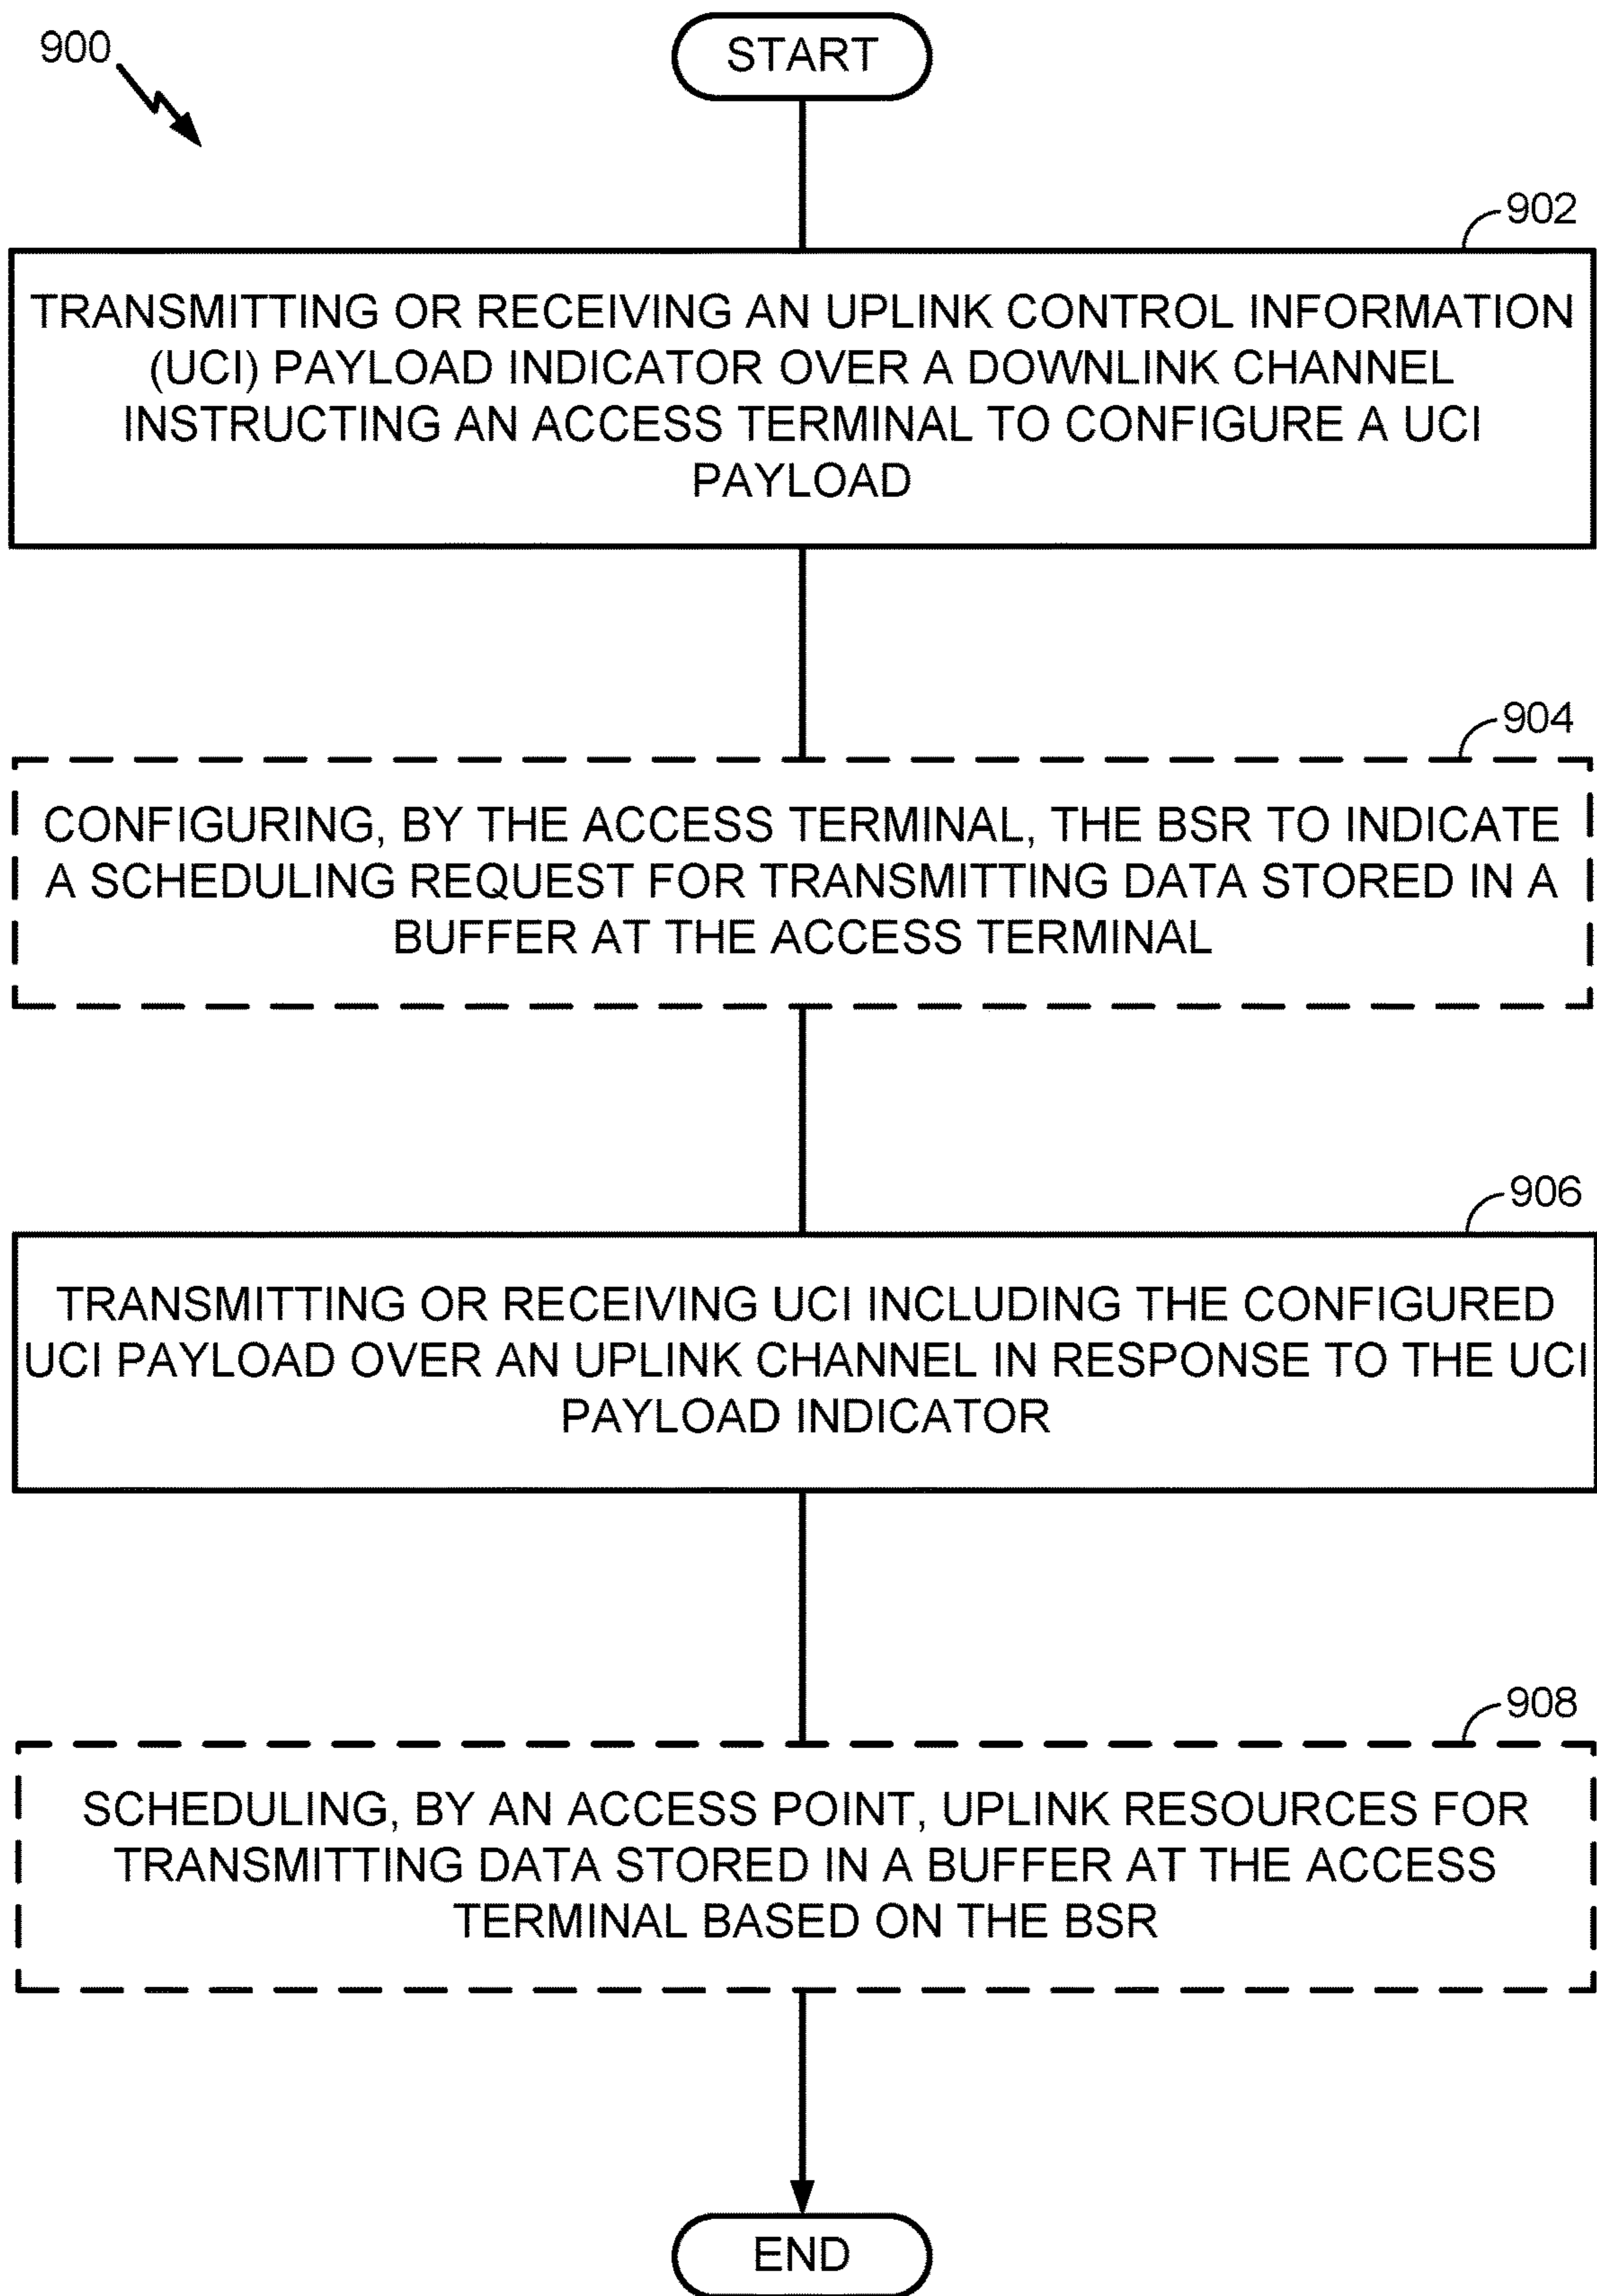 900
START
902
TRANSMITTING OR RECEIVING AN UPLINK CONTROL INFORMATION
(UCI) PAYLOAD INDICATOR OVER A DOWNLINK CHANNEL
INSTRUCTING AN ACCESS TERMINAL TO CONFIGURE A UCI
PAYLOAD
904
CONFIGURING, BY THE ACCESS TERMINAL, THE BSR TO INDICATE
A SCHEDULING REQUEST FOR TRANSMITTING DATA STORED IN A
BUFFER AT THE ACCESS TERMINAL
906
TRANSMITTING OR RECEIVING UCI INCLUDING THE CONFIGURED
UCI PAYLOAD OVER AN UPLINK CHANNEL IN RESPONSE TO THE UCI
PAYLOAD INDICATOR
908
SCHEDULING, BY AN ACCESS POINT, UPLINK RESOURCES FOR
TRANSMITTING DATA STORED IN A BUFFER AT THE ACCESS
TERMINAL BASED ON THE BSR
END